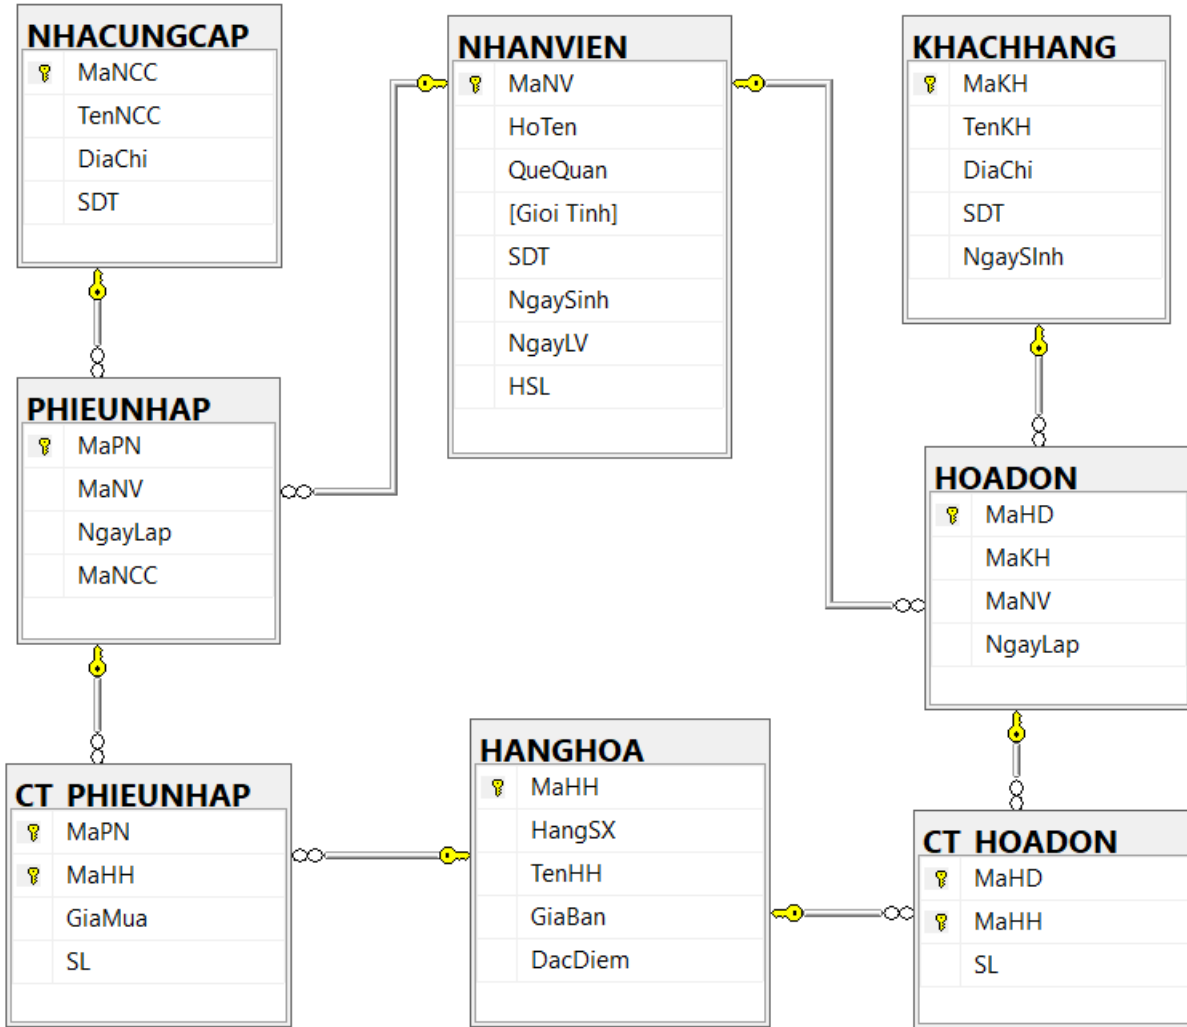 NHACUNGCAP
MaNCC
TenNCC
DiaChi
SDT
NHANVIEN
MaNV
HoTen
QueQuan
[Gioi Tinh]
SDT
NgaySinh
NgayLV
HSL
KHACHHANG
MaKH
TenKH
DiaChi
SDT
NgaySInh
PHIEUNHAP
MaPN
MaNV
NgayLap
MaNCC
HOADON
MaHD
MaKH
MaNV
NgayLap
CT_PHIEUNHAP
MaPN
MaHH
GiaMua
SL
HANGHOA
MaHH
HangSX
TenHH
GiaBan
DacDiem
CT_HOADON
MaHD
MaHH
SL